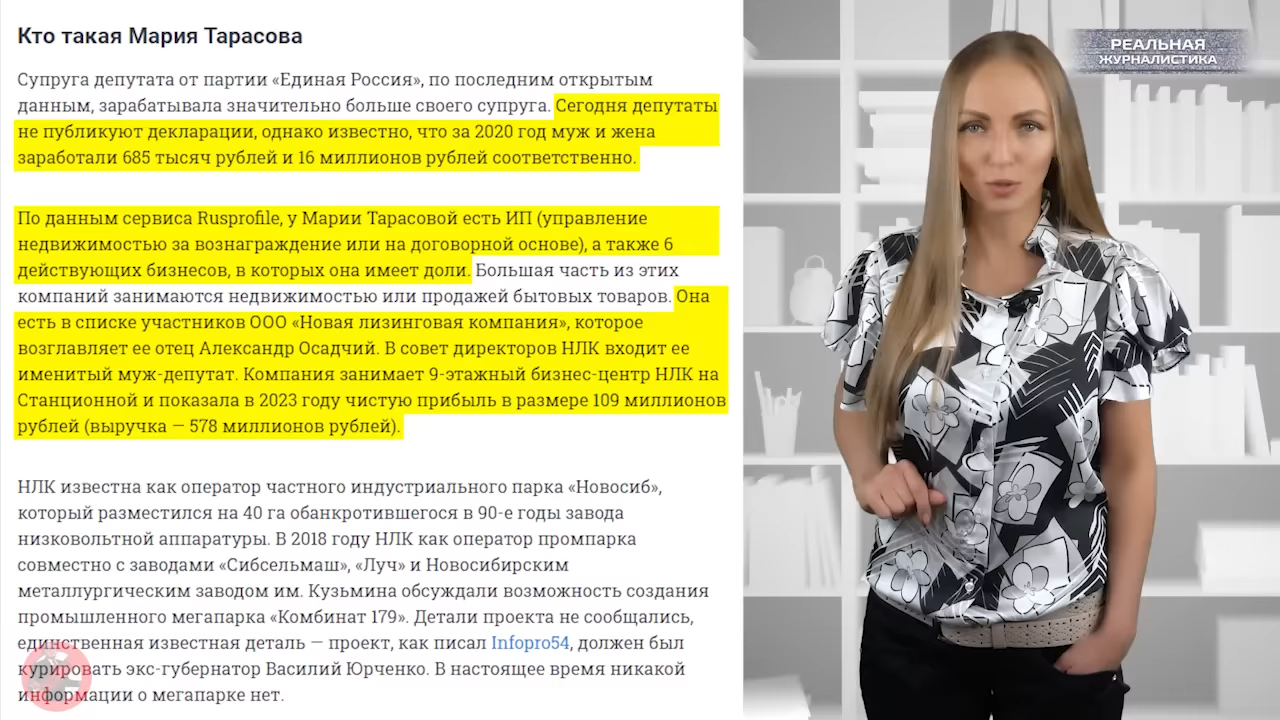 Кто такая Мария Тарасова
Супруга депутата от партии «Единая Россия», по последним открытым
данным, зарабатывала значительно больше своего супруга. Сегодня депутаты
не публикуют декларации, однако известно, что за 2020 год муж и жена
заработали 685 тысяч рублей и 16 миллионов рублей соответственно.
По данным сервиса Rusprofile, у Марии Тарасовой есть ИП (управление
недвижимостью за вознаграждение или на договорной основе), а также 6
действующих бизнесов, в которых она имеет доли. Большая часть из этих
компаний занимаются недвижимостью или продажей бытовых товаров. Она
есть в списке участников ООО «Новая лизинговая компания», которое
возглавляет ее отец Александр Осадчий. В совет директоров НЛК входит ее
именитый муж-депутат. Компания занимает 9-этажный бизнес-центр НЛК на
Станционной и показала в 2023 году чистую прибыль в размере 109 миллионов
рублей (выручка — 578 миллионов рублей).
НЛК известна как оператор частного индустриального парка «Новосиб»,
который разместился на 40 га обанкротившегося в 90-е годы завода
низковольтной аппаратуры. В 2018 году НЛК как оператор промпарка
совместно с заводами «Сибсельмаш», «Луч» и Новосибирским
металлургическим заводом им. Кузьмина обсуждали возможность создания
промышленного мегапарка «Комбинат 179». Детали проекта не сообщались,
единственная известная деталь — проект, как писал Infopro54, должен был
курировать экс-губернатор Василий Юрченко. В настоящее время никакой
информации о мегапарке нет.
РЕАЛЬНАЯ
ЖУРНАЛИСТИКА